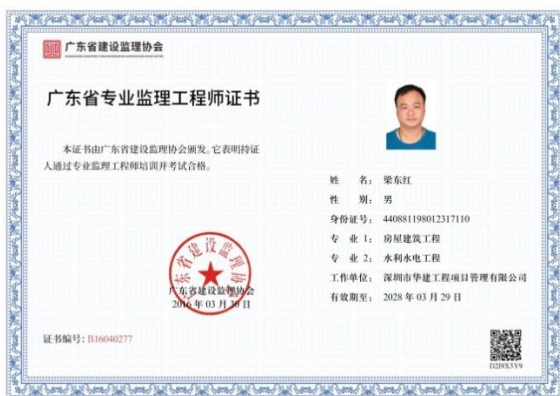 广东省建设监理协会
广东省专业监理工程师证书
本证书由广东省建设监理协会颁发。它表明持证
人通过专业监理工程师培训并考试合格。
广东省建设监理协会
广东省建设监理协会
2016 年 03 月 30 日
证书编号: B16040277
姓 名: 梁东红
性 别: 男
身份证号: 440881198012317110
专 业 1: 房屋建筑工程
专 业 2: 水利水电工程
工作单位: 深圳市华建工程项目管理有限公司
有效期至: 2028 年 03 月 29 日
D2I9X5Y9